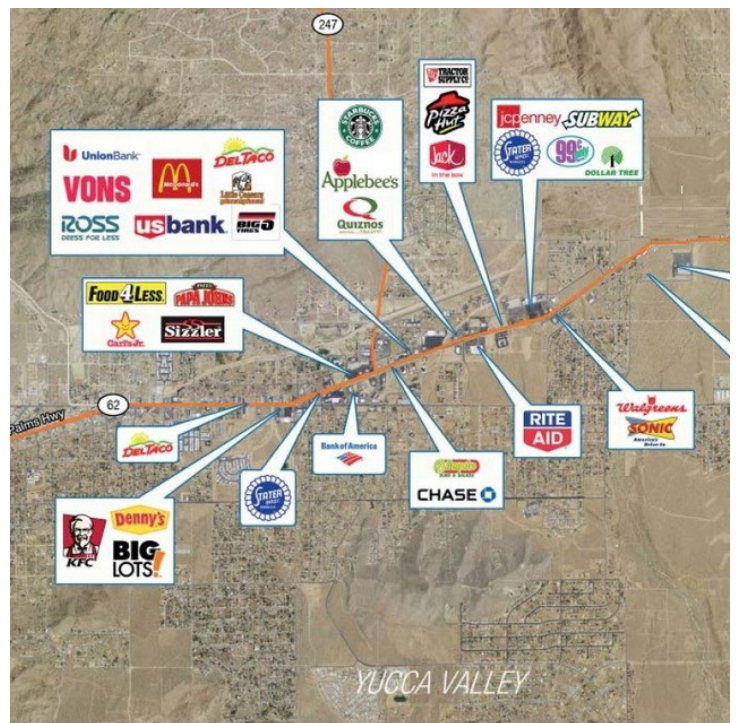 247
TRACTOR
SUPPLY CO
Pizza
Hut
Jack
in the box
STARBUCKS
COFFEE
Applebee's
Quiznos
jcpenney
SUBWAY
STATER
BROS
99¢
only
DOLLAR TREE
UnionBank
DEL TACO
VONS
McDonald's
Little Caesars
ROSS
DRESS FOR LESS
usbank
BIG 5
TIRES
FOOD 4 LESS
PAPA JOHNS
Carl's Jr.
Sizzler
62
Palms Hwy
DEL TACO
STATER
BROS
Bank of America
CHASE
RITE
AID
Walgreens
SONIC
America's
Drive-In
KFC
Denny's
BIG
LOTS!
YUCCA VALLEY